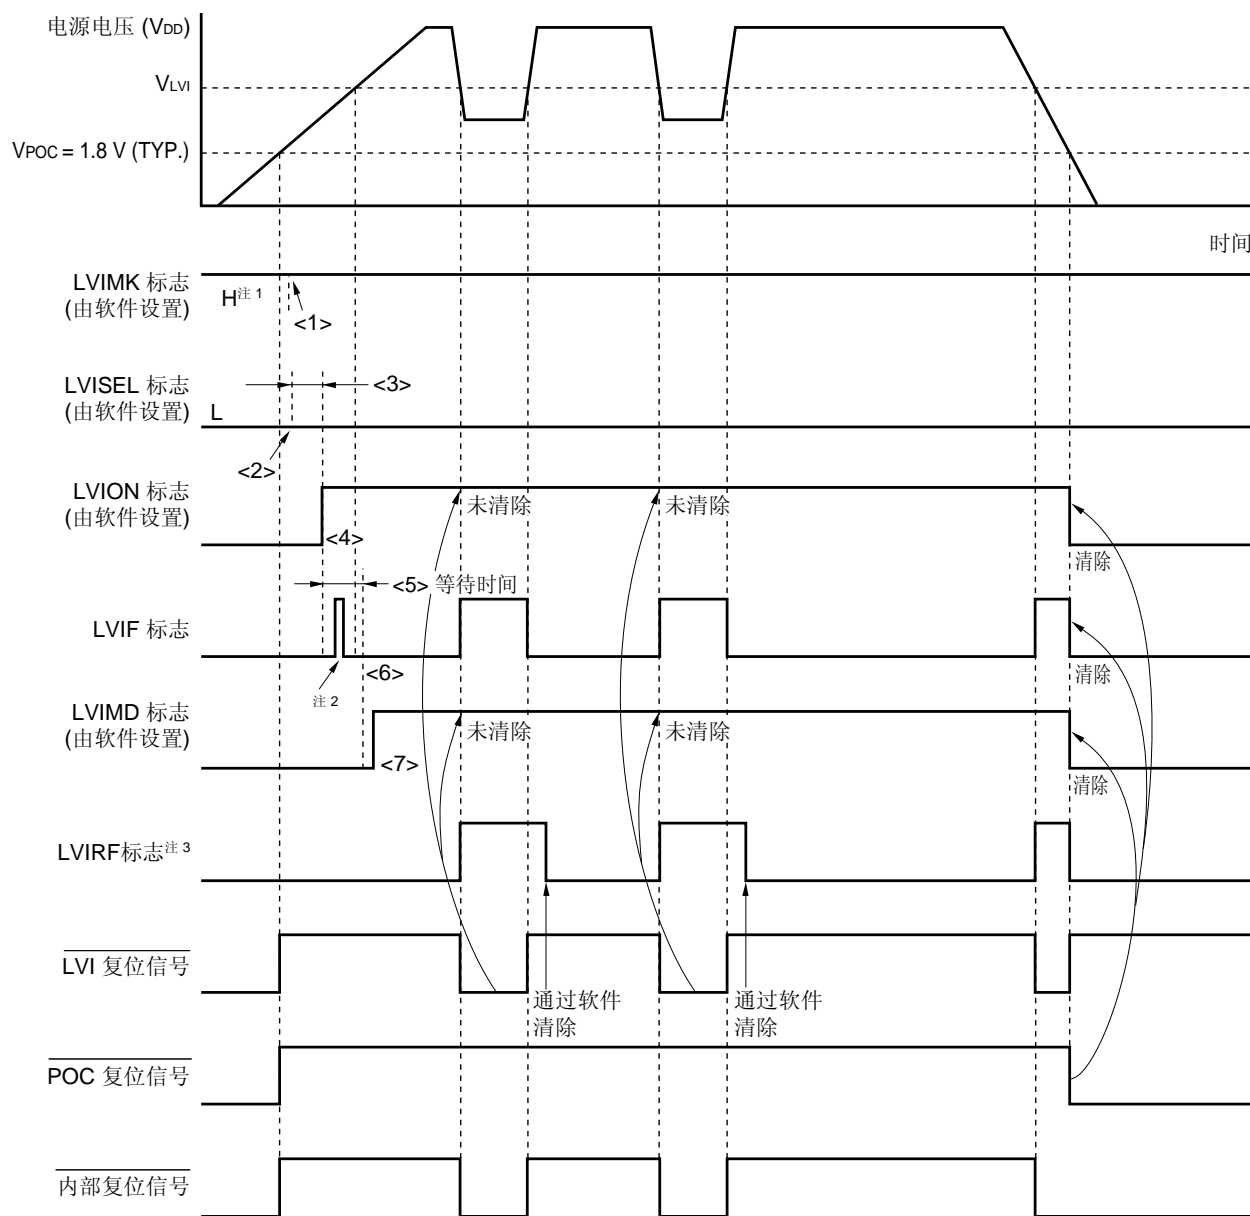 电源电压 (VDD)
VLVI
VPOC = 1.8 V (TYP.)
时间
LVIMK 标志
(由软件设置)
H注 1
<1>
LVISEL 标志
(由软件设置)
L
<3>
<2>
LVION 标志
(由软件设置)
未清除
未清除
<4>
清除
<5> 等待时间
LVIF 标志
<6>
清除
注 2
LVIMD 标志
(由软件设置)
未清除
未清除
<7>
清除
LVIRF标志注 3
LVI 复位信号
通过软件
清除
通过软件
清除
POC 复位信号
内部复位信号